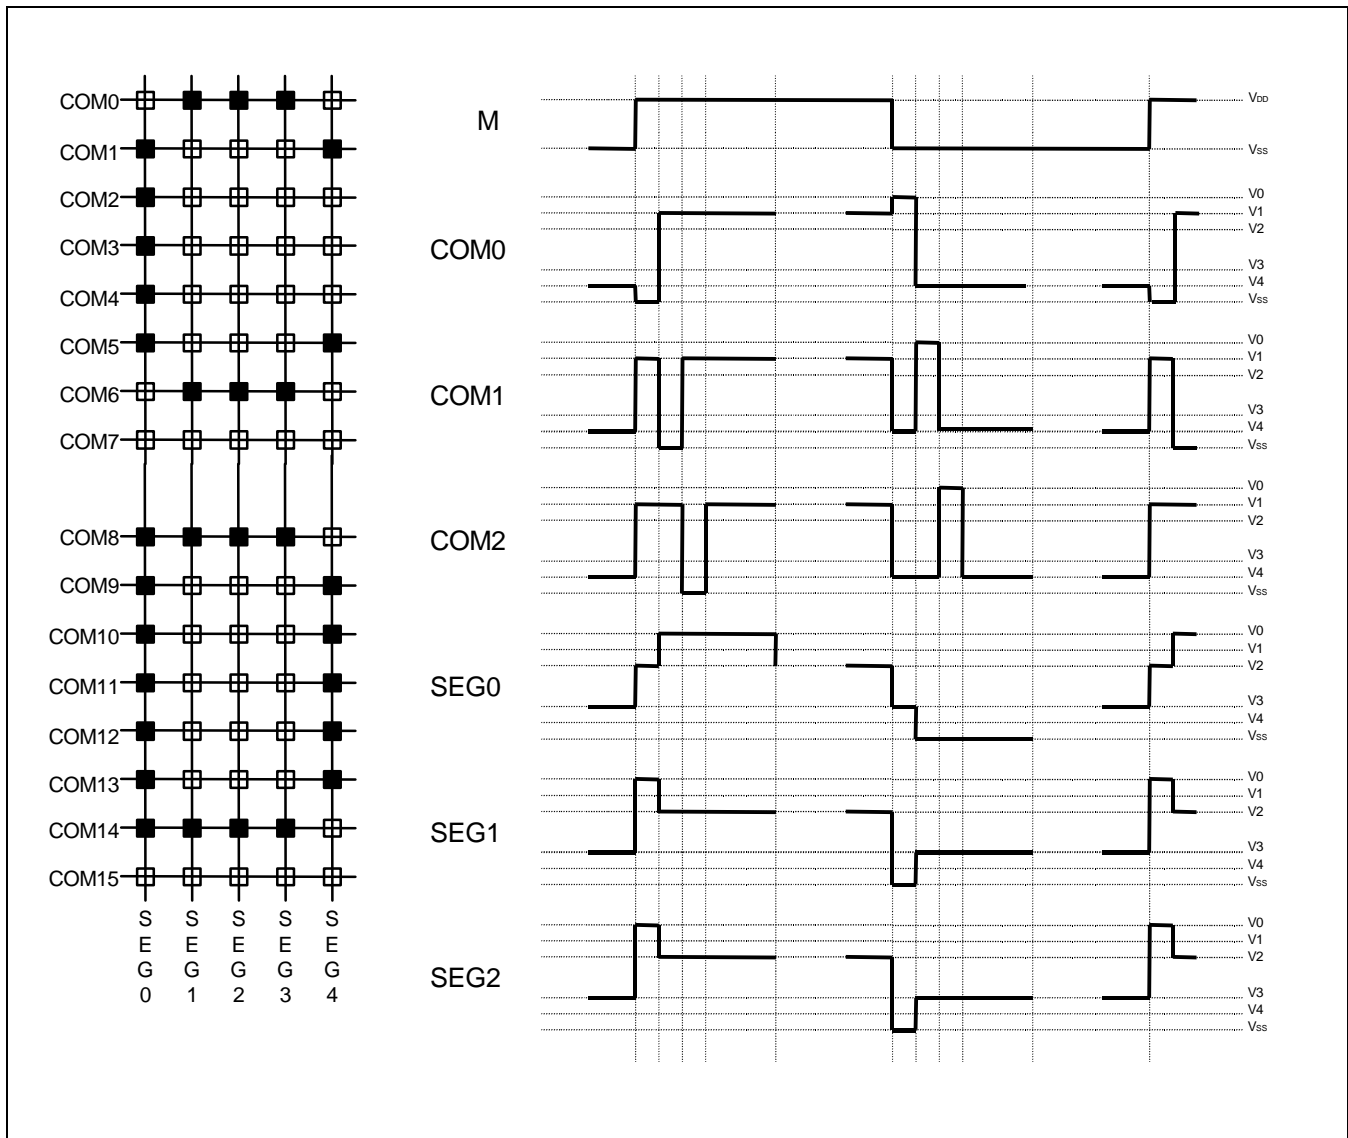 COM0
COM1
COM2
COM3
COM4
COM5
COM6
COM7
COM8
COM9
COM10
COM11
COM12
COM13
COM14
COM15
S S S S S
E E E E E
G G G G G
0 1 2 3 4
M
VDD
VSS
COM0
V0
V1
V2
V3
V4
VSS
COM1
V0
V1
V2
V3
V4
VSS
COM2
V0
V1
V2
V3
V4
VSS
SEG0
V0
V1
V2
V3
V4
VSS
SEG1
V0
V1
V2
V3
V4
VSS
SEG2
V0
V1
V2
V3
V4
VSS